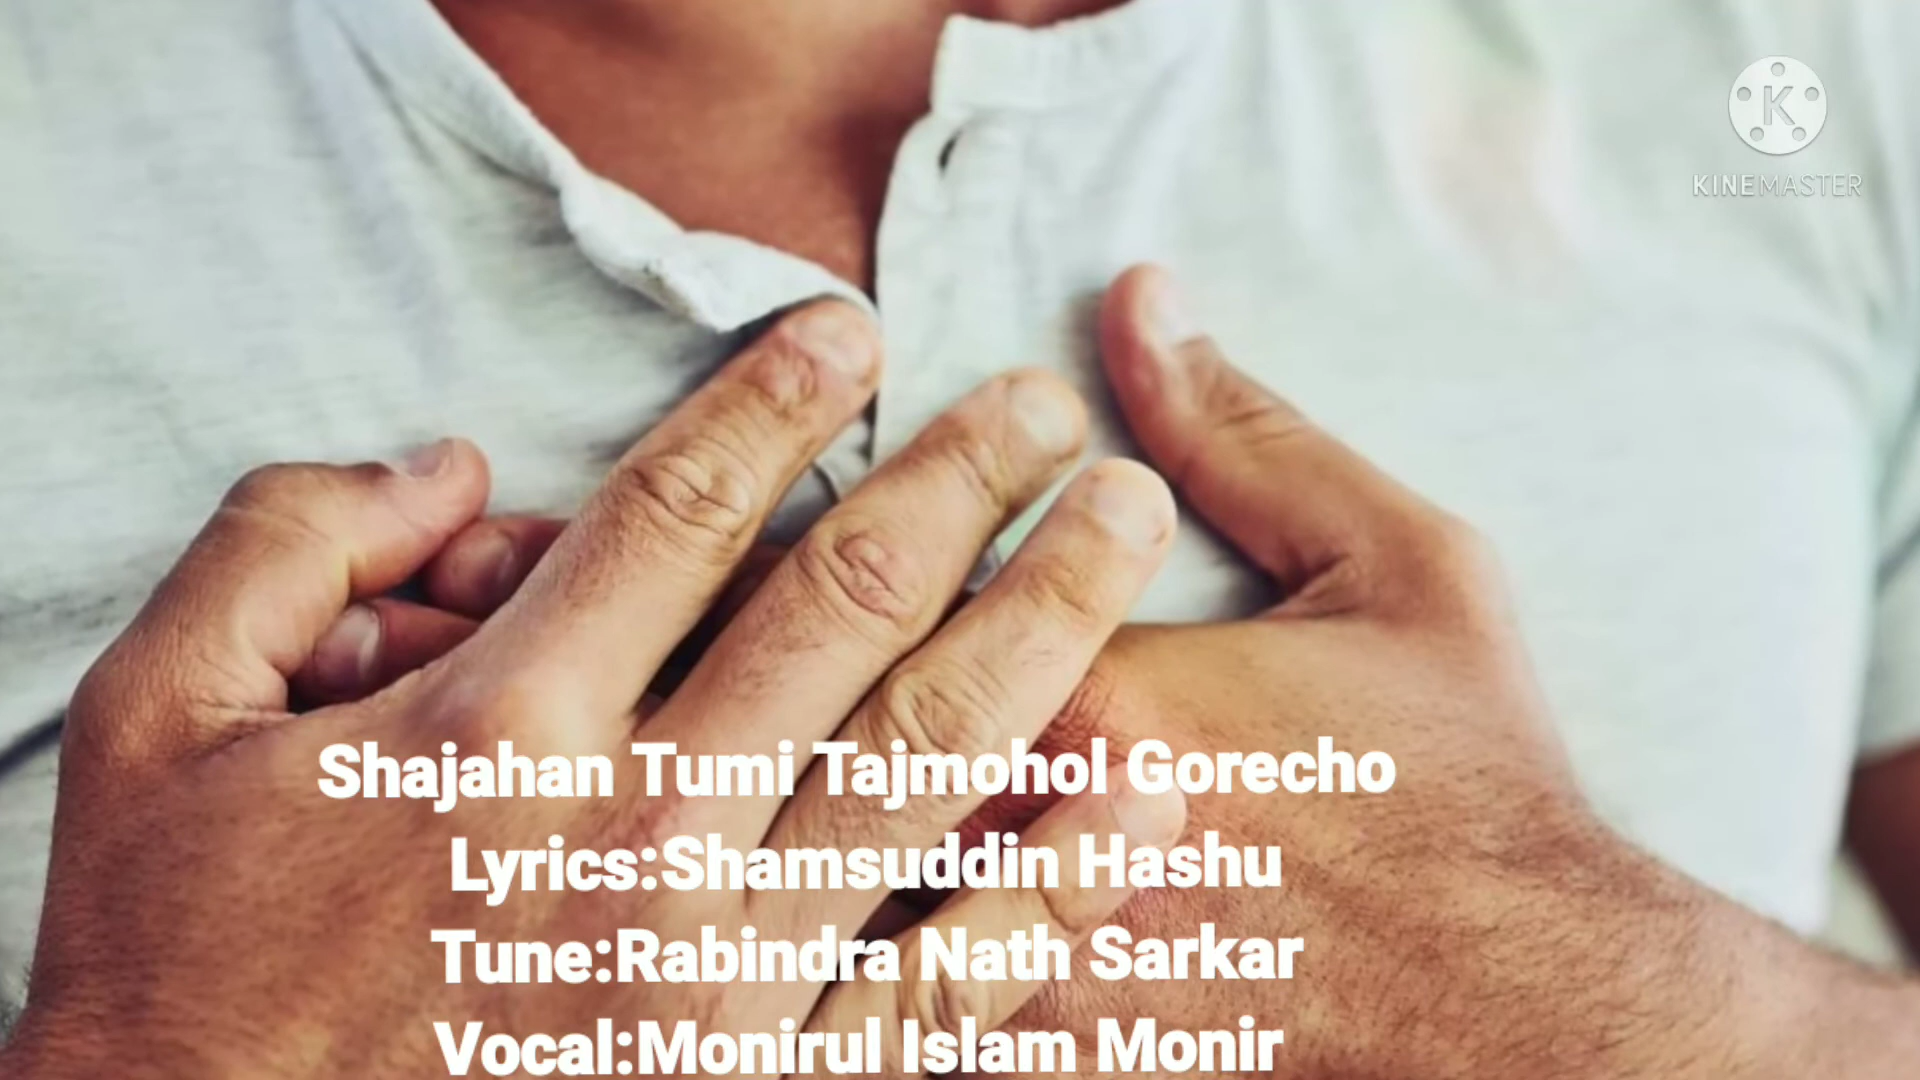 K
KINEMASTER
Shajahan Tumi Tajmohol Gorecho
Lyrics:Shamsuddin Hashu
Tune:Rabindra Nath Sarkar
Vocal:Monirul Islam Monir